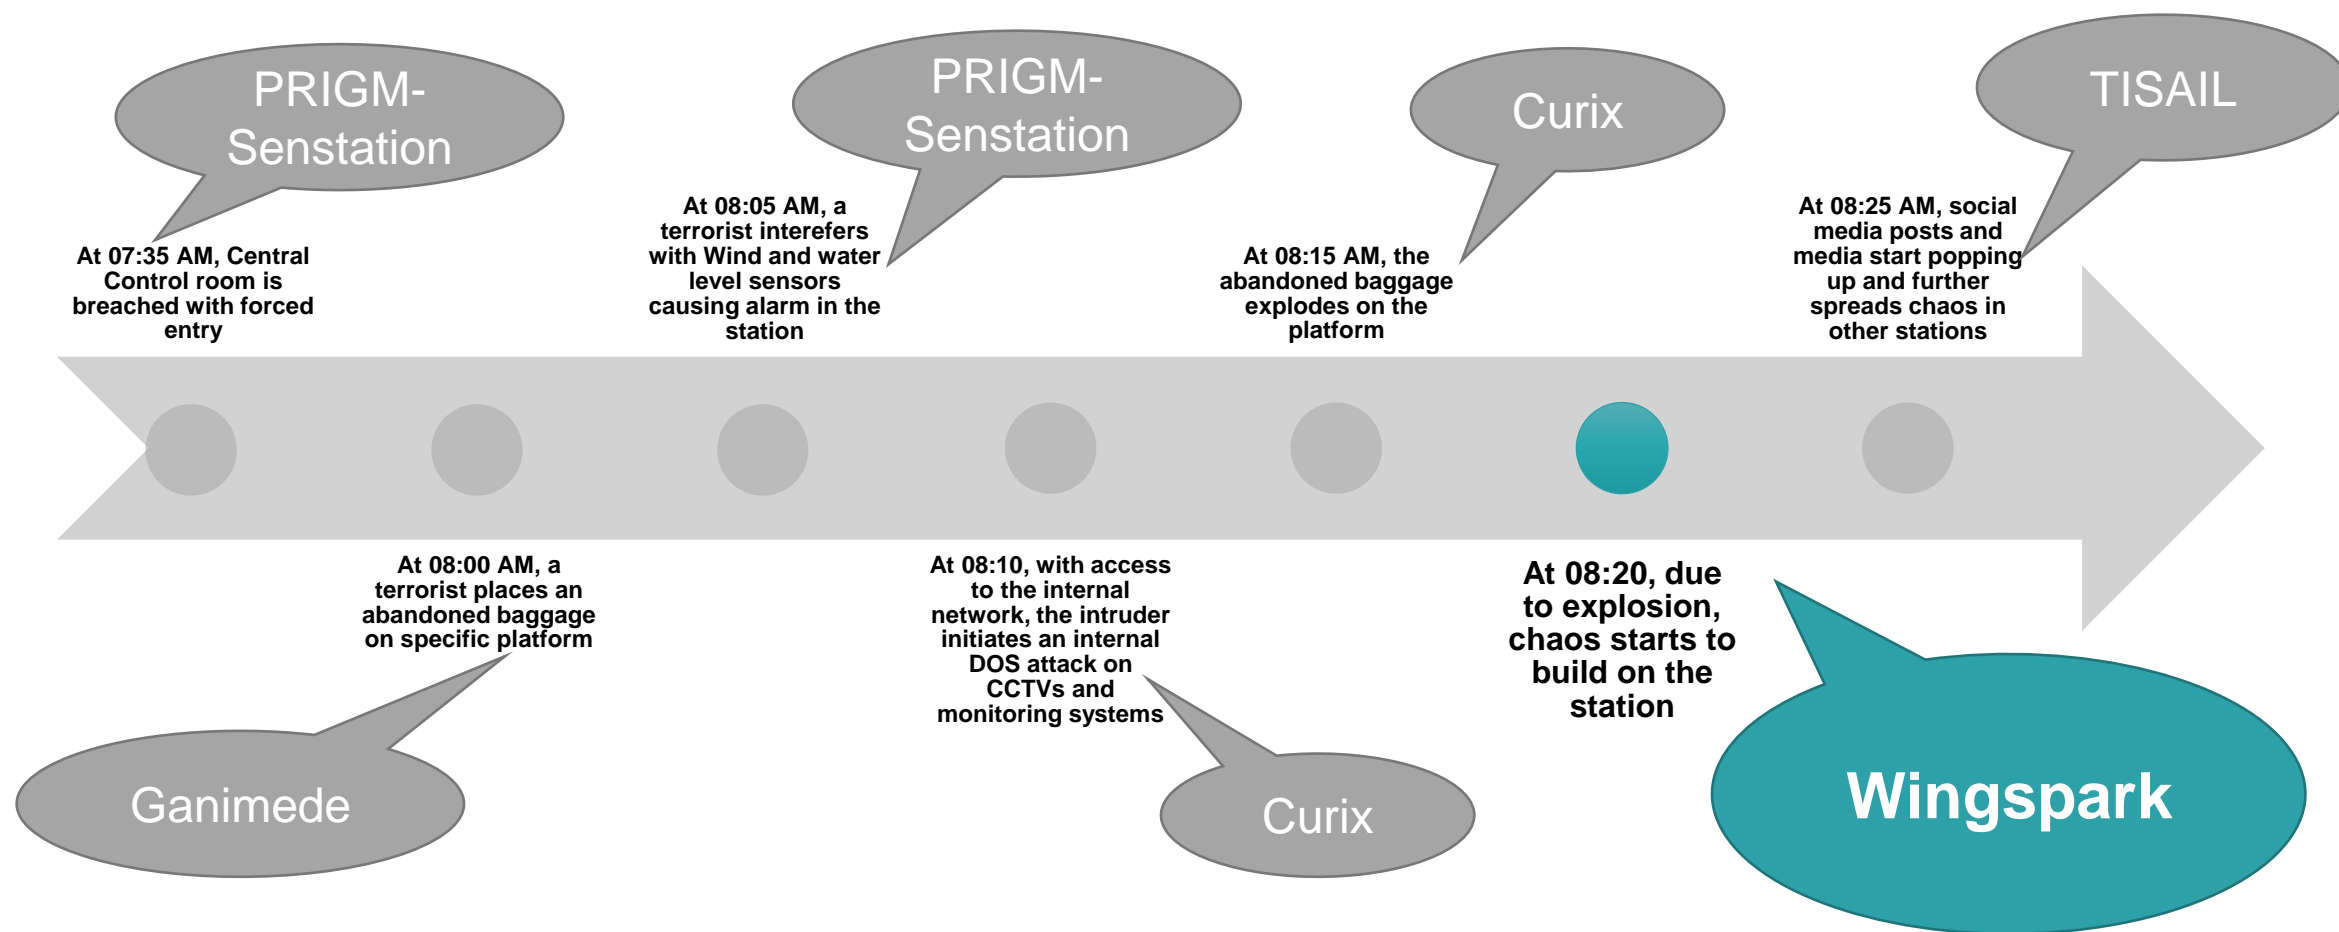 PRIGM-
Senstation
At 07:35 AM, Central
Control room is
breached with forced
entry
At 08:00 AM, a
terrorist places an
abandoned baggage
on specific platform
Ganimede
PRIGM-
Senstation
At 08:05 AM, a
terrorist interefers
with Wind and water
level sensors
causing alarm in the
station
At 08:10, with access
to the internal
network, the intruder
initiates an internal
DOS attack on
CCTVs and
monitoring systems
Curix
Curix
At 08:15 AM, the
abandoned baggage
explodes on the
platform
At 08:20, due
to explosion,
chaos starts to
build on the
station
Wingspark
TISAIL
At 08:25 AM, social
media posts and
media start popping
up and further
spreads chaos in
other stations